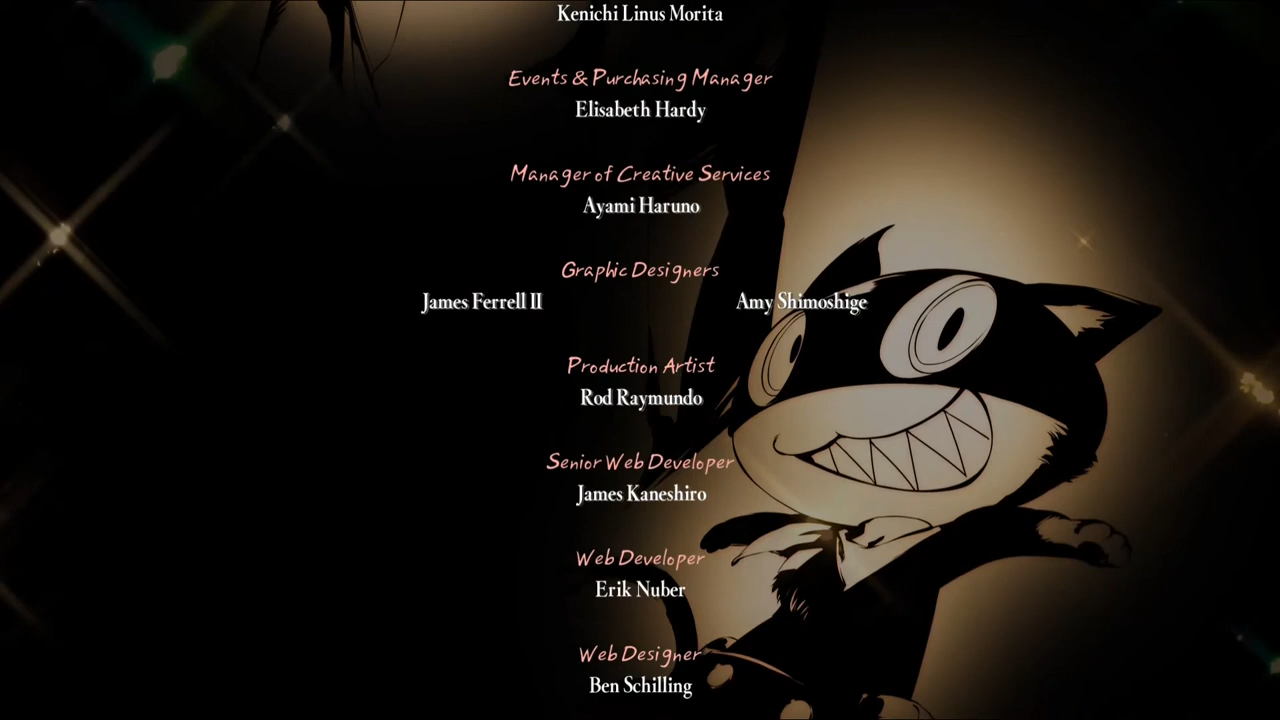 Kenichi Linus Morita
Events & Purchasing Manager
Elisabeth Hardy
Manager of Creative Services
Ayami Haruno
Graphic Designers
James Ferrell II Amy Shimoshige
Production Artist
Rod Raymundo
Senior Web Developer
James Kaneshiro
Web Developer
Erik Nuber
Web Designer
Ben Schilling